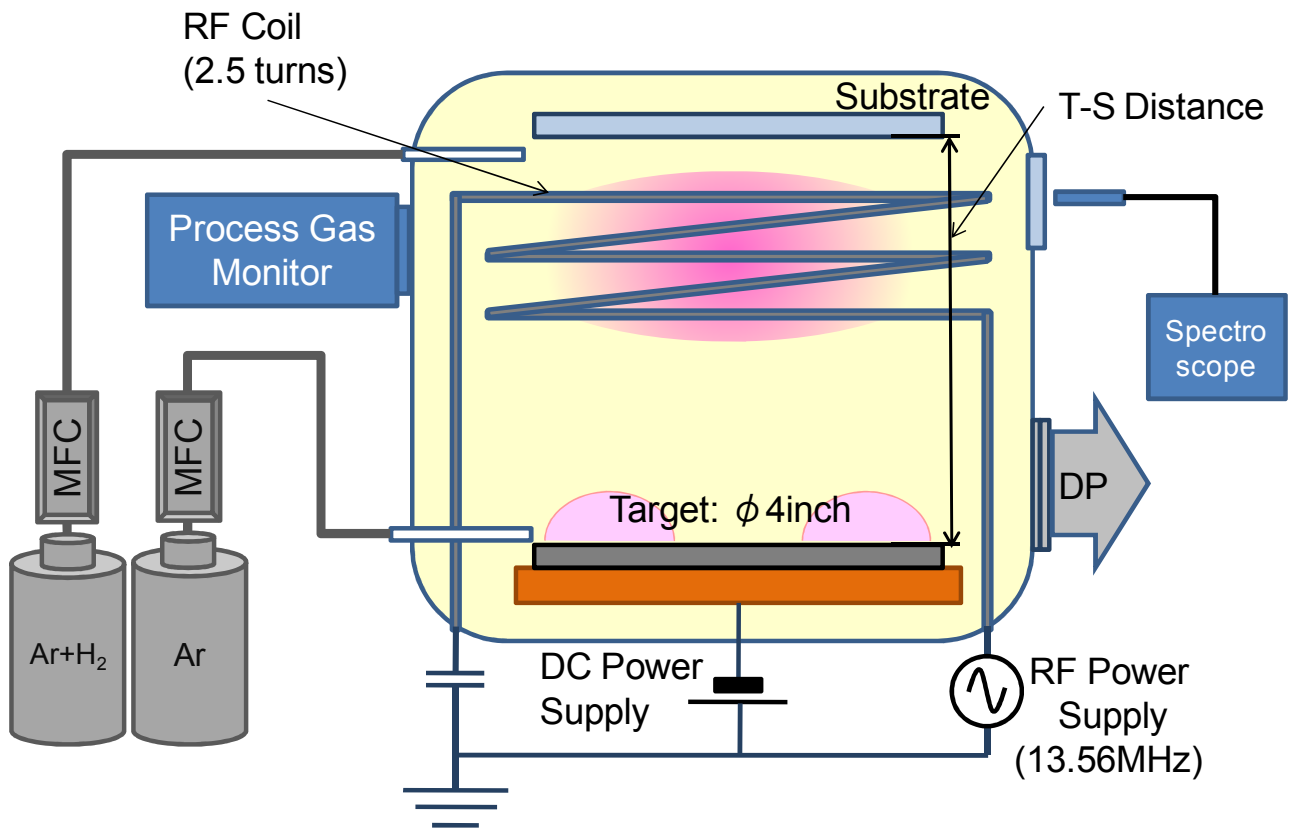 RF Coil
(2.5 turns)
Substrate
T-S Distance
Process Gas
Monitor
Spectro
scope
MFC
MFC
Target: φ4inch
DP
Ar+H₂
Ar
DC Power
Supply
RF Power
Supply
(13.56MHz)